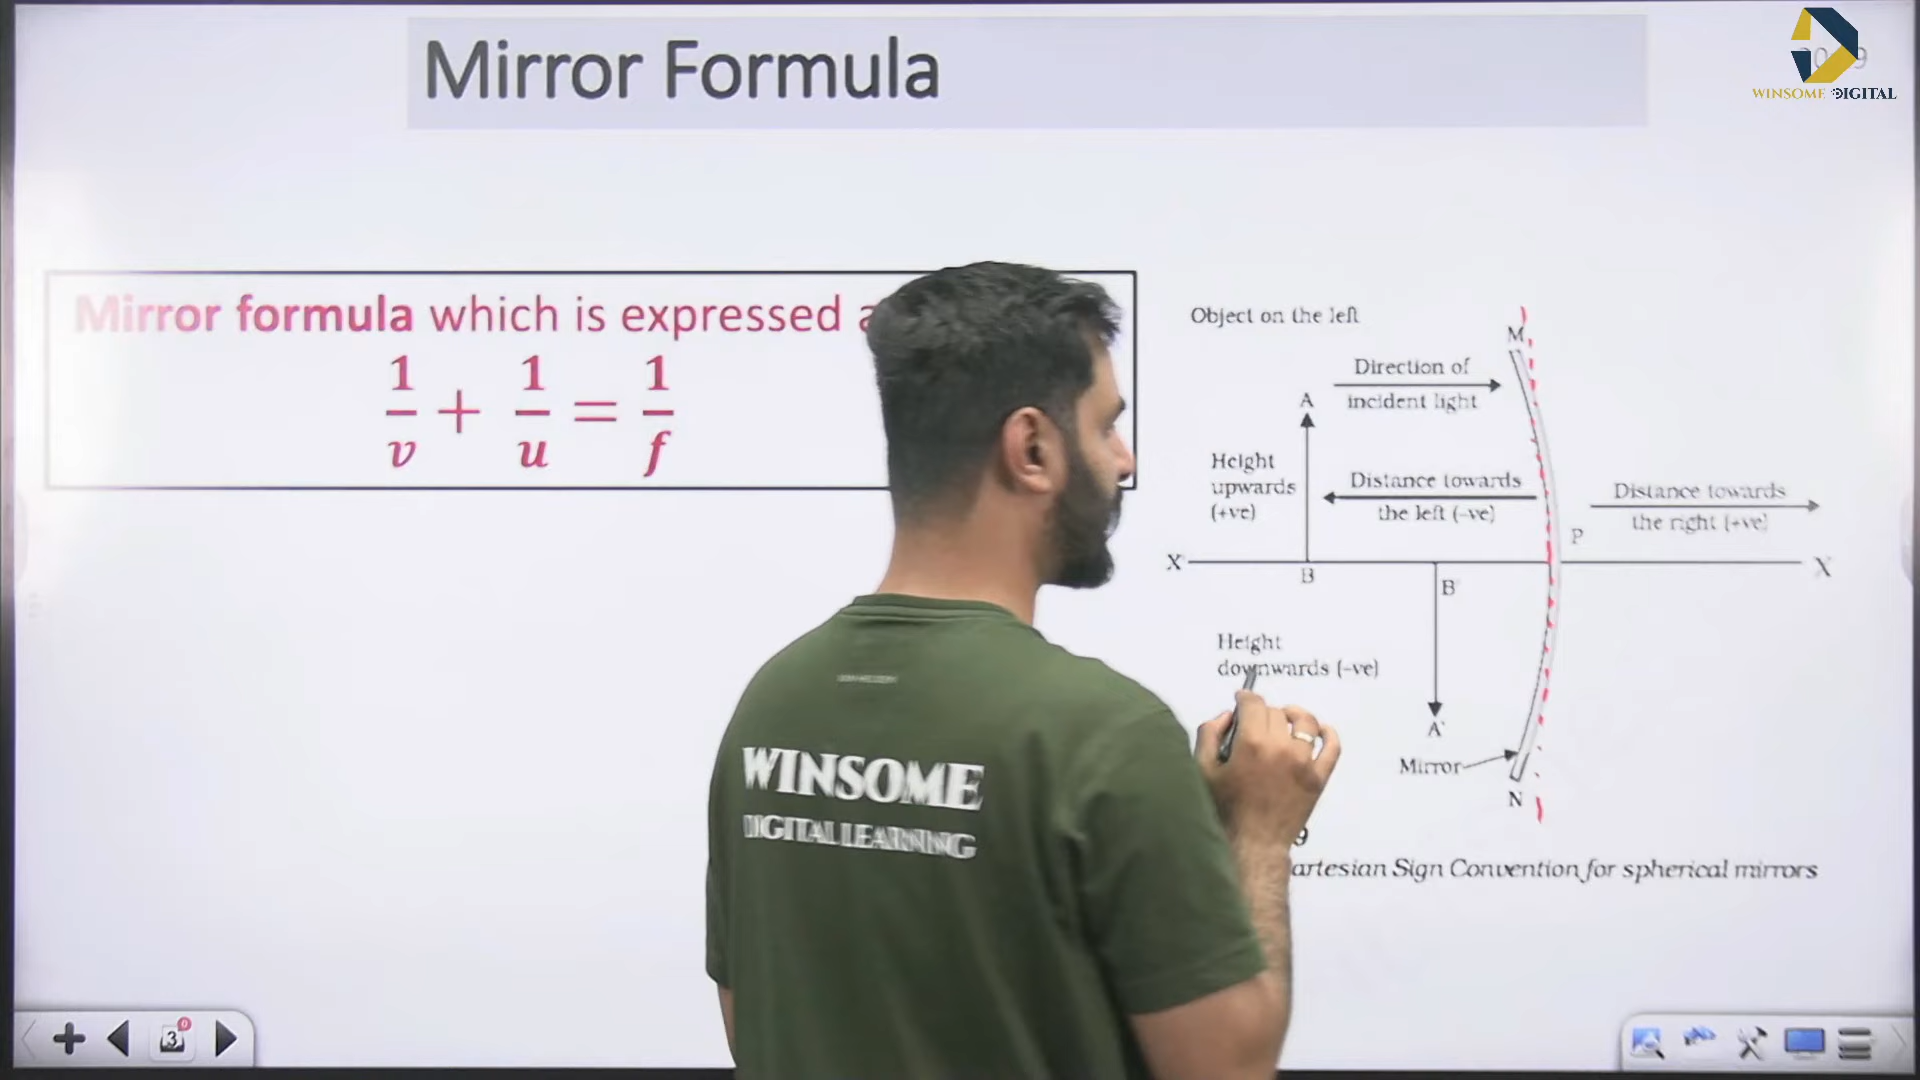 Mirror Formula
WINSOME DIGITAL
Mirror formula which is expressed
1/v + 1/u = 1/f
Object on the left
M
Direction of
incident light
A
Height
upwards
(+ve)
Distance towards
the left (-ve)
Distance towards
the right (+ve)
P
X'
X
B
B'
Height
downwards (-ve)
A'
Mirror
N
artesian Sign Convention for spherical mirrors
WINSOME
DIGITAL LEARNING
3
0